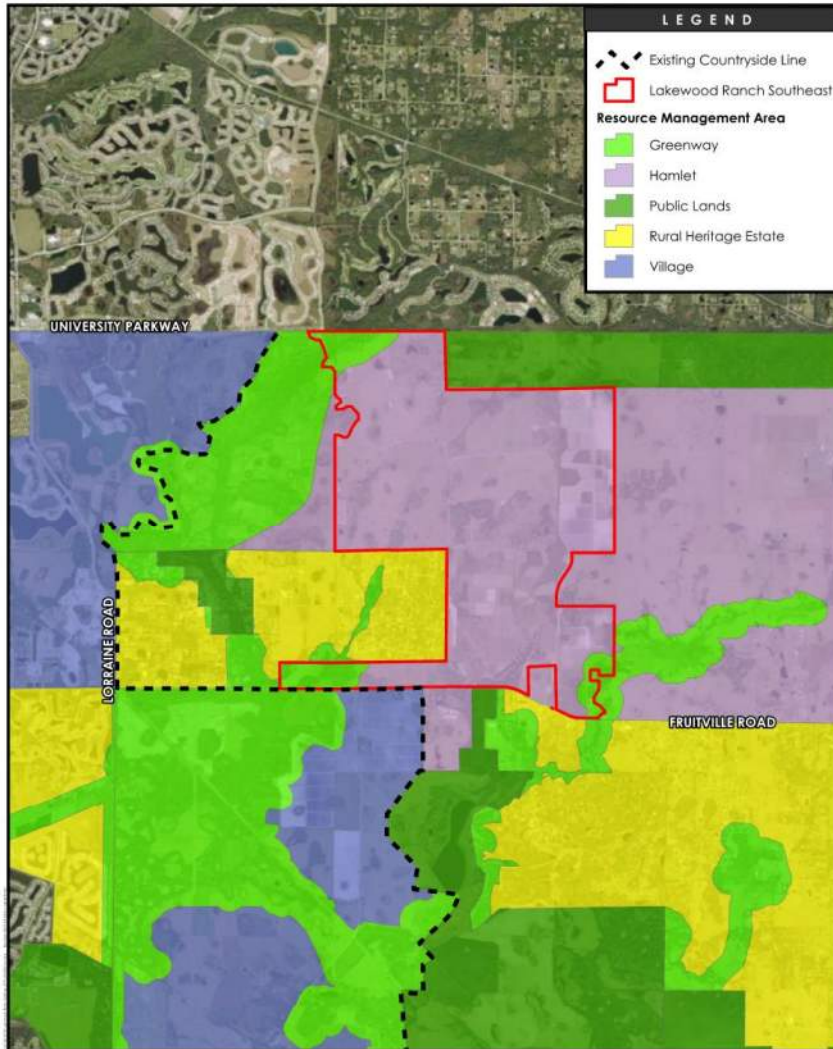 LEGEND
Existing Countryside Line
Lakewood Ranch Southeast
Resource Management Area
Greenway
Hamlet
Public Lands
Rural Heritage Estate
Village
UNIVERSITY PARKWAY
LORRAINE ROAD
FRUITVILLE ROAD